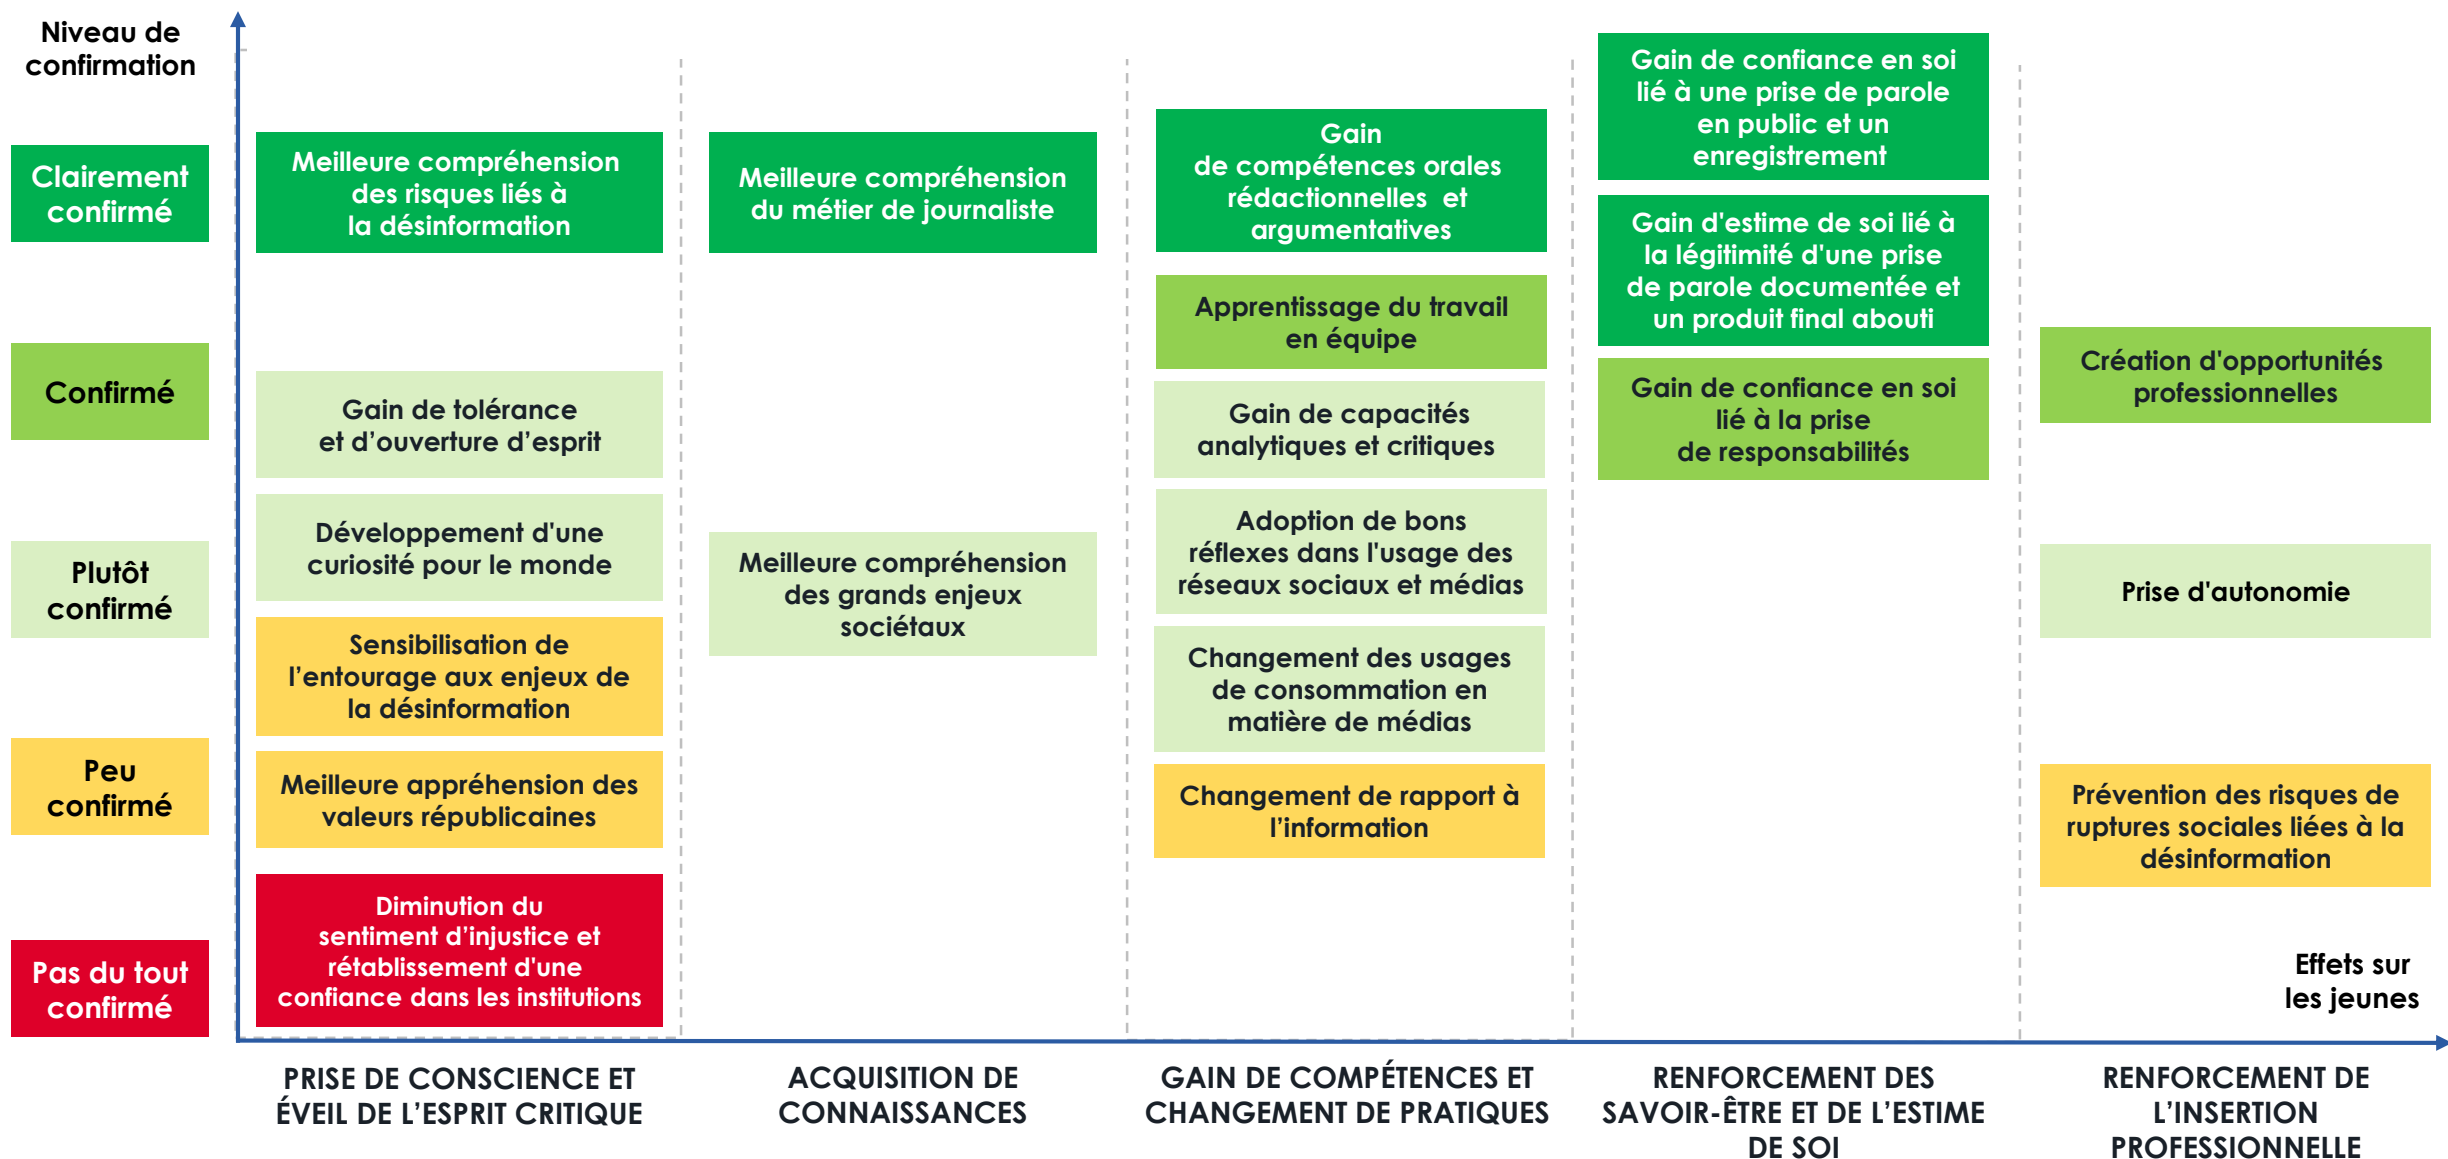 Niveau de
confirmation
Clairement
confirmé
Confirmé
Plutôt
confirmé
Peu
confirmé
Pas du tout
confirmé
Meilleure compréhension
des risques liés à
la désinformation
Gain de tolérance
et d’ouverture d’esprit
Développement d'une
curiosité pour le monde
Sensibilisation de
l’entourage aux enjeux de
la désinformation
Meilleure appréhension des
valeurs républicaines
Diminution du
sentiment d’injustice et
rétablissement d'une
confiance dans les institutions
Meilleure compréhension
du métier de journaliste
Meilleure compréhension
des grands enjeux
sociétaux
Gain
de compétences orales
rédactionnelles et
argumentatives
Apprentissage du travail
en équipe
Gain de capacités
analytiques et critiques
Adoption de bons
réflexes dans l'usage des
réseaux sociaux et médias
Changement des usages
de consommation en
matière de médias
Changement de rapport à
l’information
Gain de confiance en soi
lié à une prise de parole
en public et un
enregistrement
Gain d'estime de soi lié à
la légitimité d'une prise
de parole documentée et
un produit final abouti
Gain de confiance en soi
lié à la prise
de responsabilités
Création d'opportunités
professionnelles
Prise d'autonomie
Prévention des risques de
ruptures sociales liées à la
désinformation
Effets sur
les jeunes
PRISE DE CONSCIENCE ET
ÉVEIL DE L’ESPRIT CRITIQUE
ACQUISITION DE
CONNAISSANCES
GAIN DE COMPÉTENCES ET
CHANGEMENT DE PRATIQUES
RENFORCEMENT DES
SAVOIR-ÊTRE ET DE L’ESTIME
DE SOI
RENFORCEMENT DE
L’INSERTION
PROFESSIONNELLE